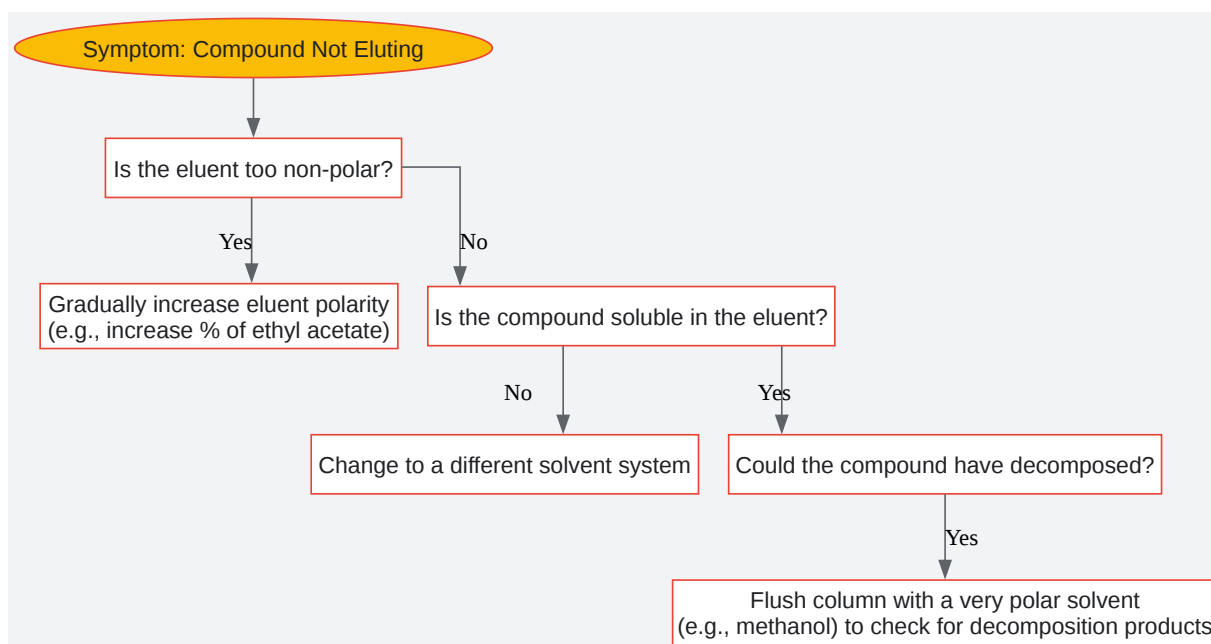 Symptom: Compound Not Eluting
Is the eluent too non-polar?
Yes
No
Gradually increase eluent polarity
(e.g., increase % of ethyl acetate)
Is the compound soluble in the eluent?
No
Yes
Change to a different solvent system
Could the compound have decomposed?
Yes
Flush column with a very polar solvent
(e.g., methanol) to check for decomposition products